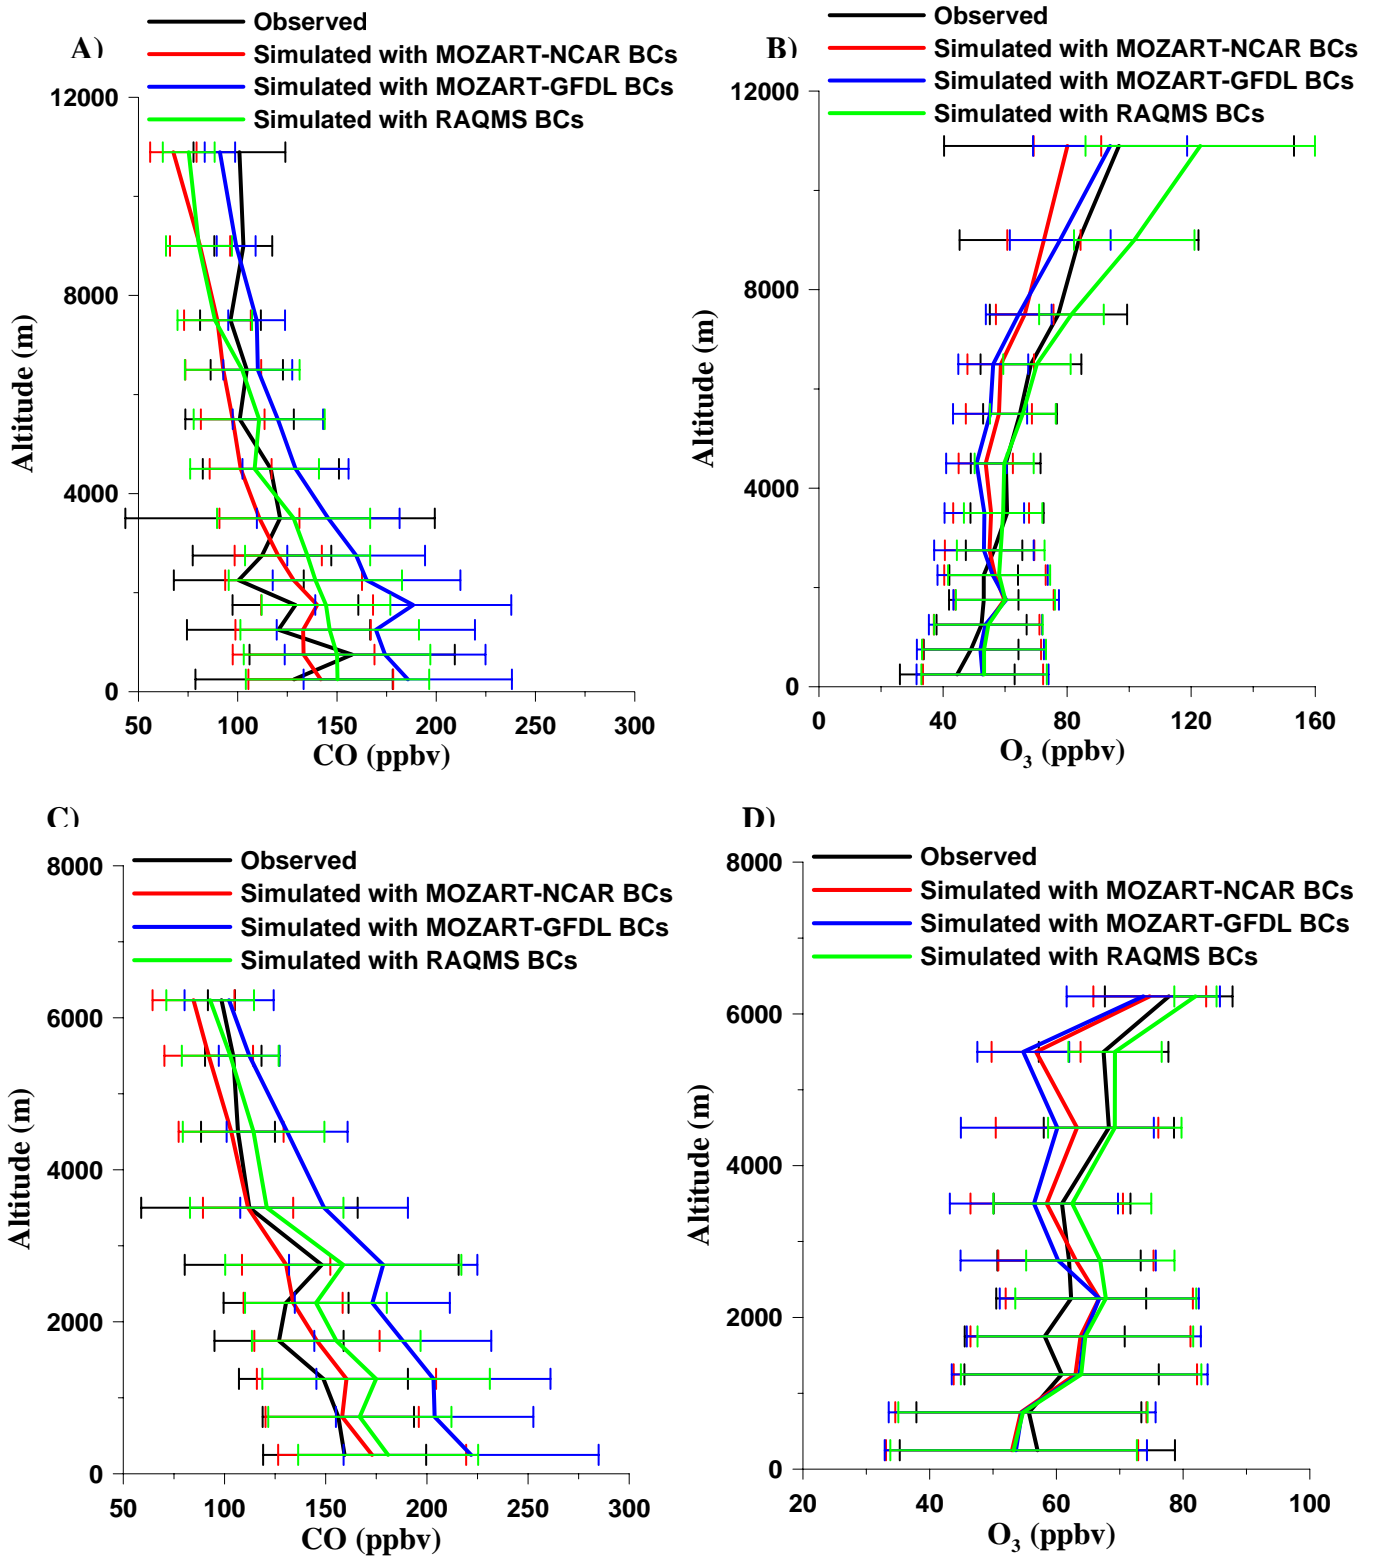 A)
Observed
Simulated with MOZART-NCAR BCs
Simulated with MOZART-GFDL BCs
Simulated with RAQMS BCs
12000
8000
4000
0
Altitude (m)
50 100 150 200 250 300
CO (ppbv)
B)
Observed
Simulated with MOZART-NCAR BCs
Simulated with MOZART-GFDL BCs
Simulated with RAQMS BCs
12000
8000
4000
0
Altitude (m)
0 40 80 120 160
O₃ (ppbv)
C)
Observed
Simulated with MOZART-NCAR BCs
Simulated with MOZART-GFDL BCs
Simulated with RAQMS BCs
8000
6000
4000
2000
0
Altitude (m)
50 100 150 200 250 300
CO (ppbv)
D)
Observed
Simulated with MOZART-NCAR BCs
Simulated with MOZART-GFDL BCs
Simulated with RAQMS BCs
8000
6000
4000
2000
0
Altitude (m)
20 40 60 80 100
O₃ (ppbv)